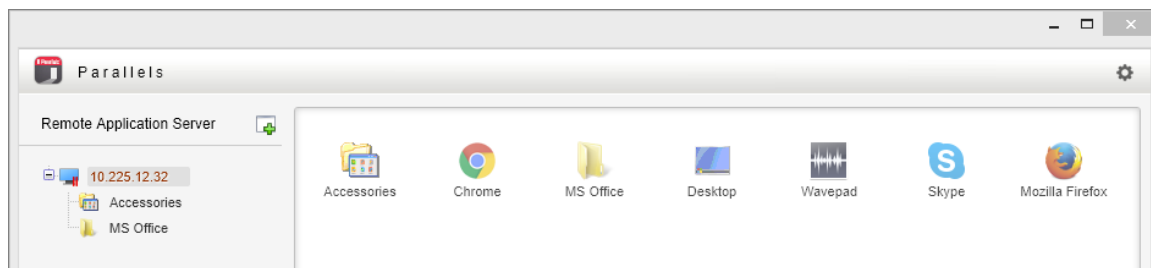 Parallels
Remote Application Server
10.225.12.32
Accessories
MS Office
Accessories Chrome MS Office Desktop Wavepad Skype Mozilla Firefox